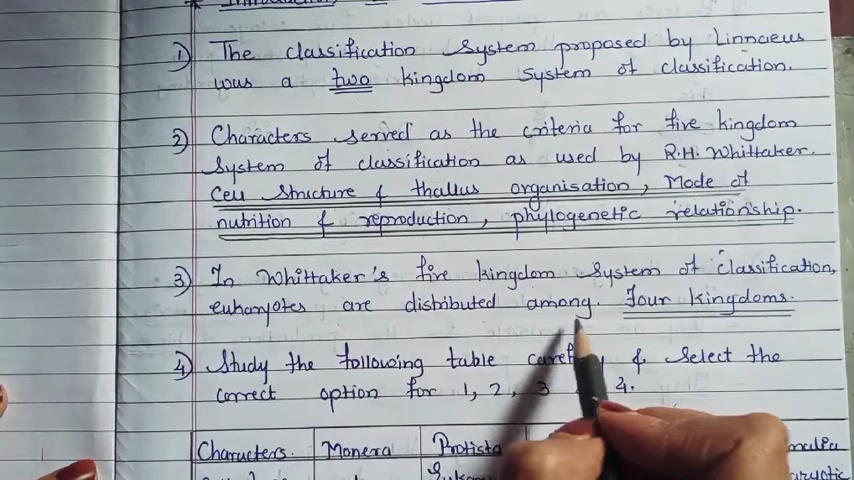 1) The classification system proposed by Linnaeus
was a two kingdom system of classification.
2) Characters served as the criteria for five kingdom
system of classification as used by R.H. Whittaker.
Cell structure & thallus organisation, Mode of
nutrition & reproduction, phylogenetic relationship.
3) In Whittaker's five kingdom system of classification,
eukaryotes are distributed among. Four kingdoms.
4) Study the following table & select the
correct option for 1, 2, 3 4.
Characters. Monera Protista